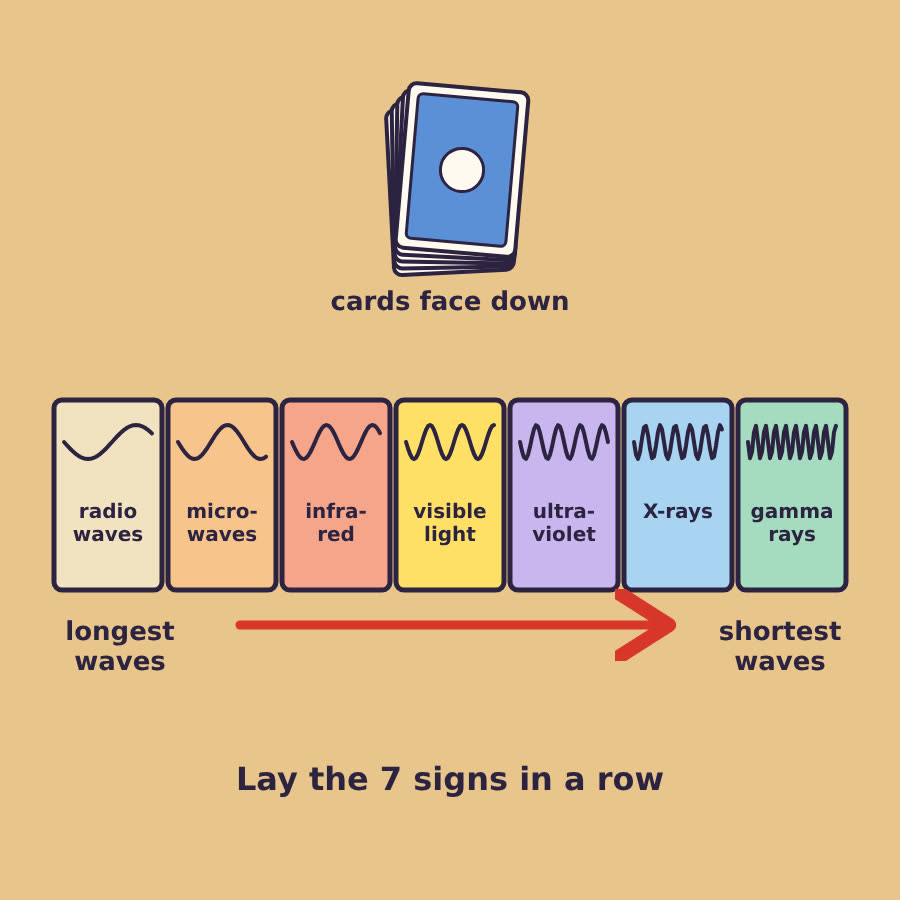 cards face down
radio
waves
micro-
waves
infra-
red
visible
light
ultra-
violet
X-rays
gamma
rays
longest
waves
shortest
waves
Lay the 7 signs in a row